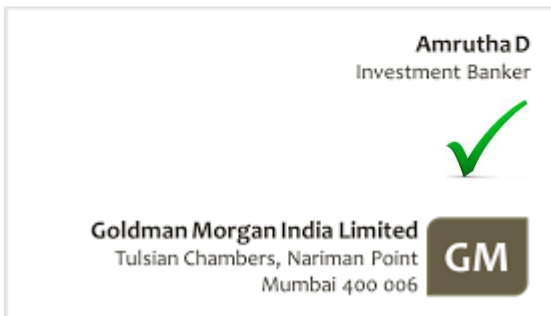 Amrutha D
Investment Banker
Goldman Morgan India Limited
Tulsian Chambers, Nariman Point
Mumbai 400 006
GM